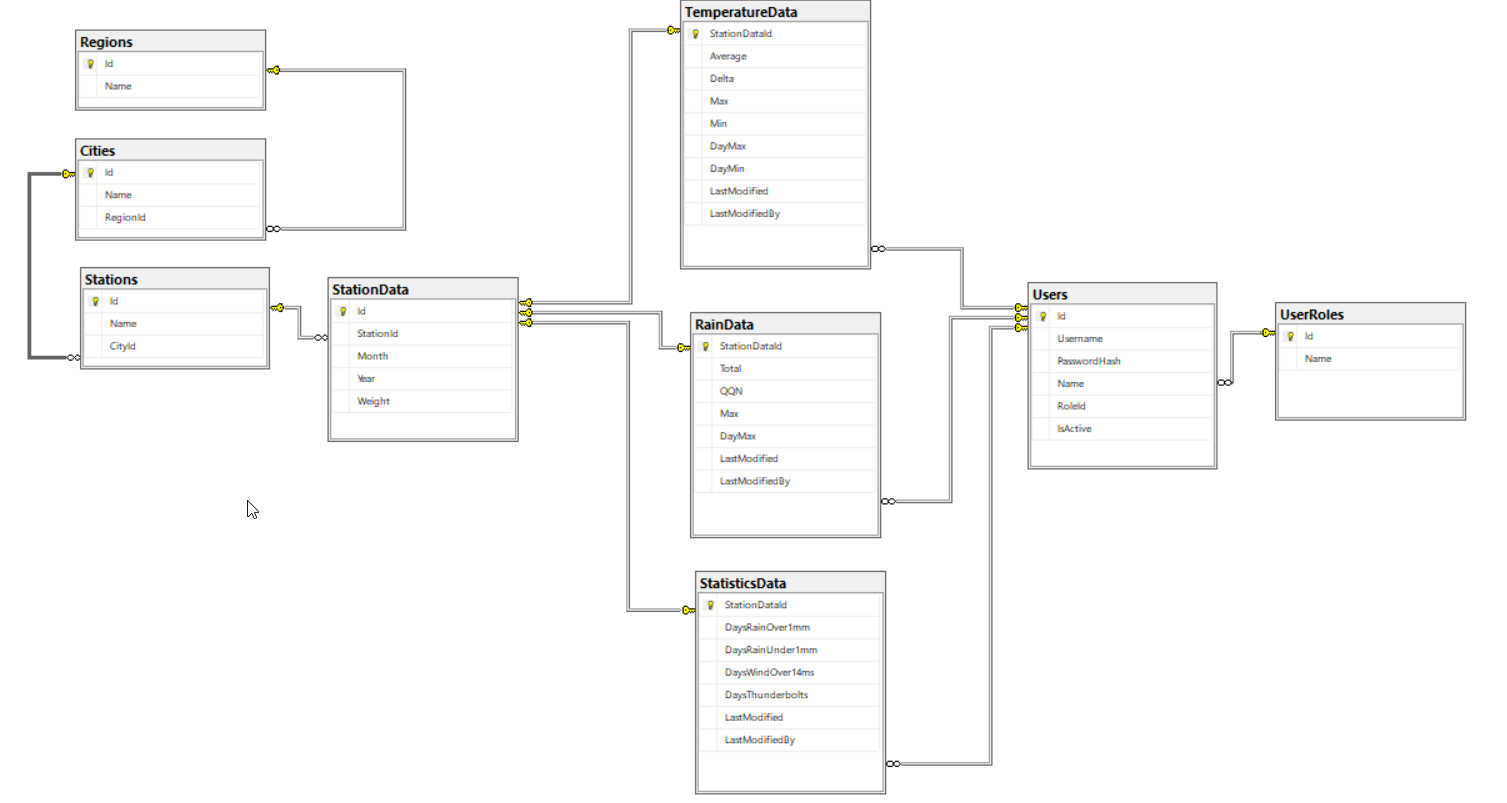 Regions
Id
Name
Cities
Id
Name
RegionId
Stations
Id
Name
CityId
StationData
Id
StationId
Month
Year
Weight
TemperatureData
StationDataId
Average
Delta
Max
Min
DayMax
DayMin
LastModified
LastModifiedBy
RainData
StationDataId
Total
QQN
Max
DayMax
LastModified
LastModifiedBy
StatisticsData
StationDataId
DaysRainOver1mm
DaysRainUnder1mm
DaysWindOver14ms
DaysThunderbolts
LastModified
LastModifiedBy
Users
Id
Username
PasswordHash
Name
RoleId
IsActive
UserRoles
Id
Name